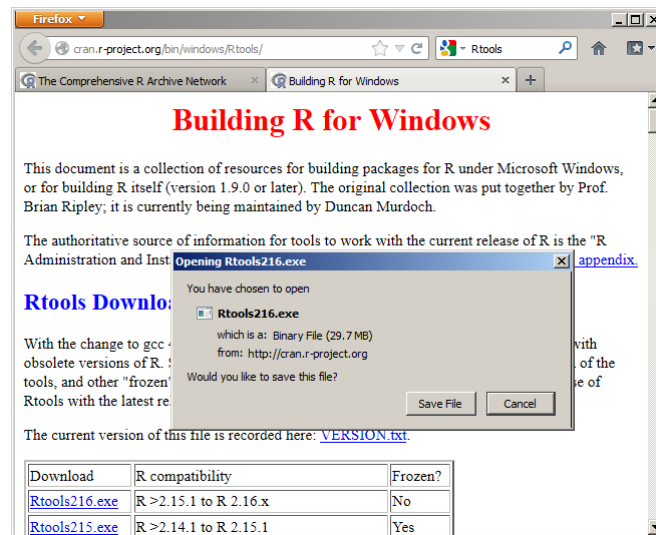 Firefox
cran.r-project.org/bin/windows/Rtools/
Rtools
The Comprehensive R Archive Network
Building R for Windows
Building R for Windows
This document is a collection of resources for building packages for R under Microsoft Windows,
or for building R itself (version 1.9.0 or later). The original collection was put together by Prof.
Brian Ripley; it is currently being maintained by Duncan Murdoch.
The authoritative source of information for tools to work with the current release of R is the "R
Administration and Inst appendix.
Opening Rtools216.exe
You have chosen to open
Rtools216.exe
which is a: Binary File (29.7 MB)
from: http://cran.r-project.org
Would you like to save this file?
Save File Cancel
Rtools Downlo
With the change to gcc with
obsolete versions of R. of the
tools, and other "frozen" se of
Rtools with the latest re
The current version of this file is recorded here: VERSION.txt.
Download R compatibility Frozen?
Rtools216.exe R >2.15.1 to R 2.16.x No
Rtools215.exe R >2.14.1 to R 2.15.1 Yes